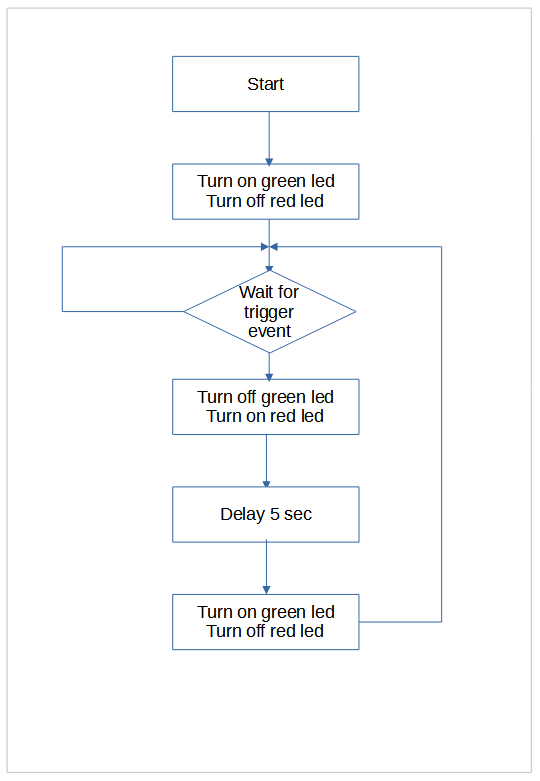 Start
Turn on green led
Turn off red led
Wait for
trigger
event
Turn off green led
Turn on red led
Delay 5 sec
Turn on green led
Turn off red led